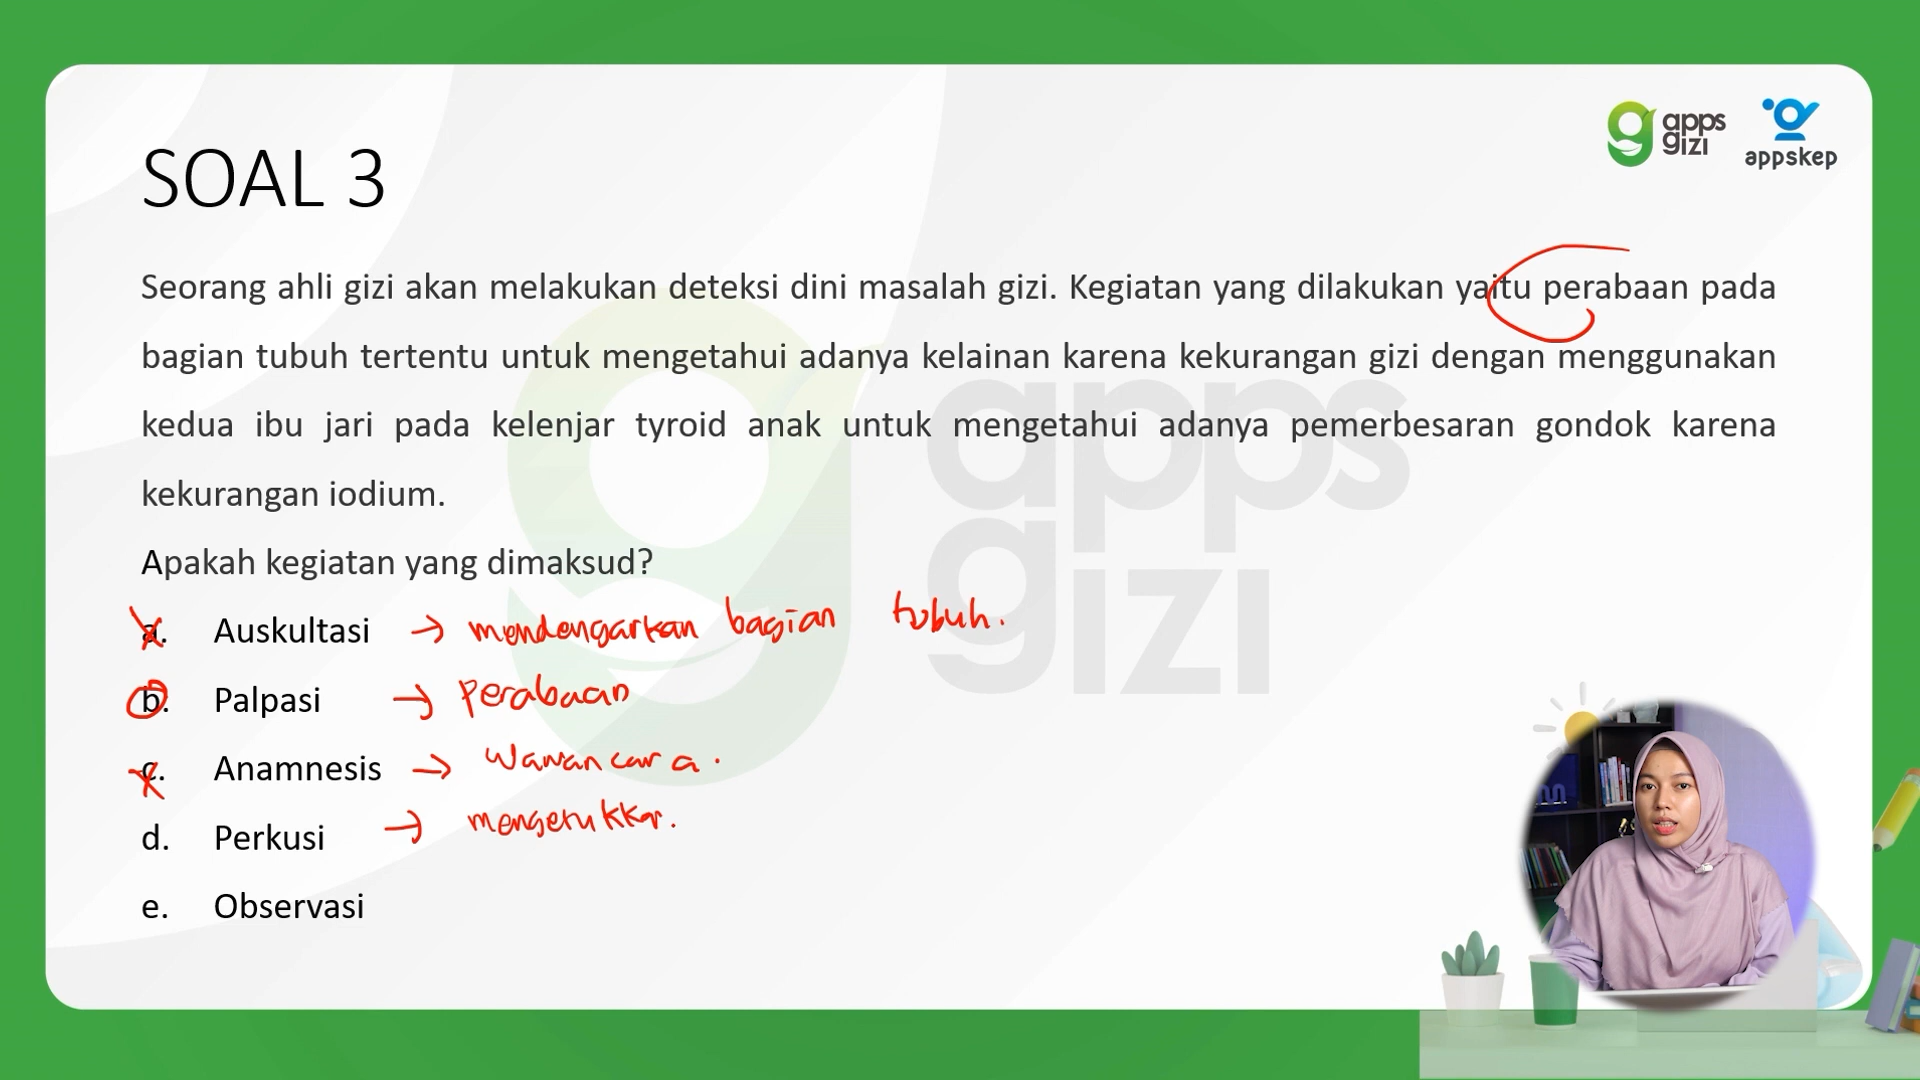 apps
gizi
appskep
SOAL 3
Seorang ahli gizi akan melakukan deteksi dini masalah gizi. Kegiatan yang dilakukan yaitu perabaan pada
bagian tubuh tertentu untuk mengetahui adanya kelainan karena kekurangan gizi dengan menggunakan
kedua ibu jari pada kelenjar tyroid anak untuk mengetahui adanya pemerbesaran gondok karena
kekurangan iodium.
Apakah kegiatan yang dimaksud?
a. Auskultasi → mendengarkan bagian tubuh.
b. Palpasi → Perabaan
c. Anamnesis → Wawancara.
d. Perkusi →
e. Observasi
apps
gizi